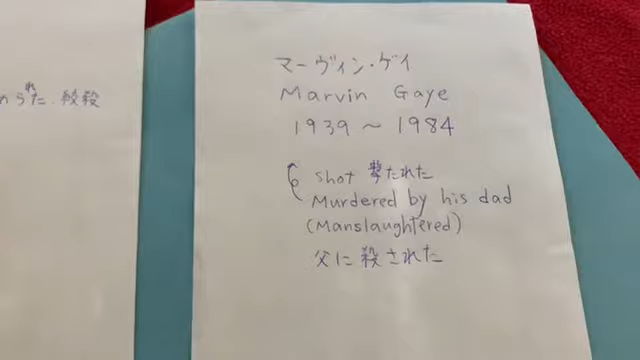 絞殺
マーヴィン・ゲイ
Marvin Gaye
1939 ~ 1984
shot 撃たれた
Murdered by his dad
(Manslaughtered)
父に殺された